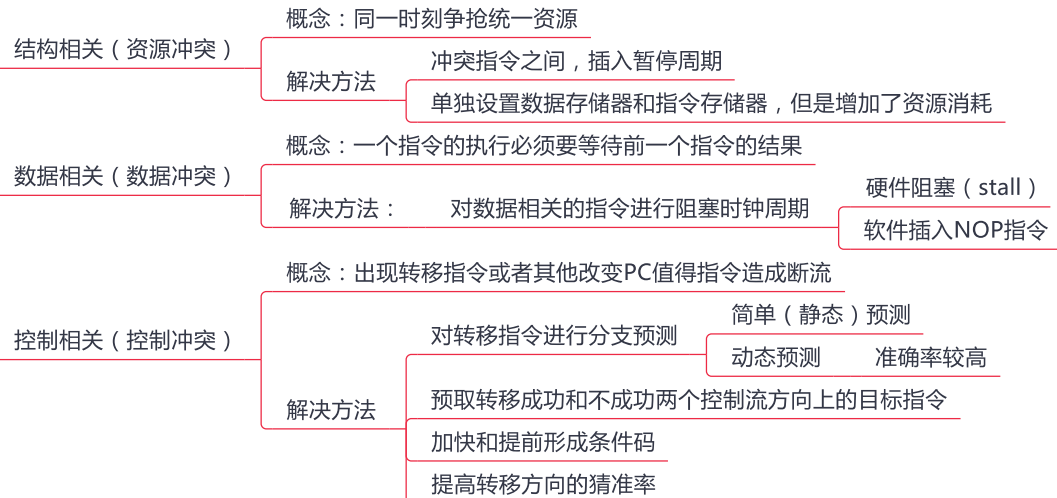 结构相关（资源冲突）
概念：同一时刻争抢统一资源
解决方法
冲突指令之间，插入暂停周期
单独设置数据存储器和指令存储器，但是增加了资源消耗
数据相关（数据冲突）
概念：一个指令的执行必须要等待前一个指令的结果
解决方法：
对数据相关的指令进行阻塞时钟周期
硬件阻塞（stall）
软件插入NOP指令
控制相关（控制冲突）
概念：出现转移指令或者其他改变PC值得指令造成断流
解决方法
对转移指令进行分支预测
简单（静态）预测
动态预测
准确率较高
预取转移成功和不成功两个控制流方向上的目标指令
加快和提前形成条件码
提高转移方向的猜准率